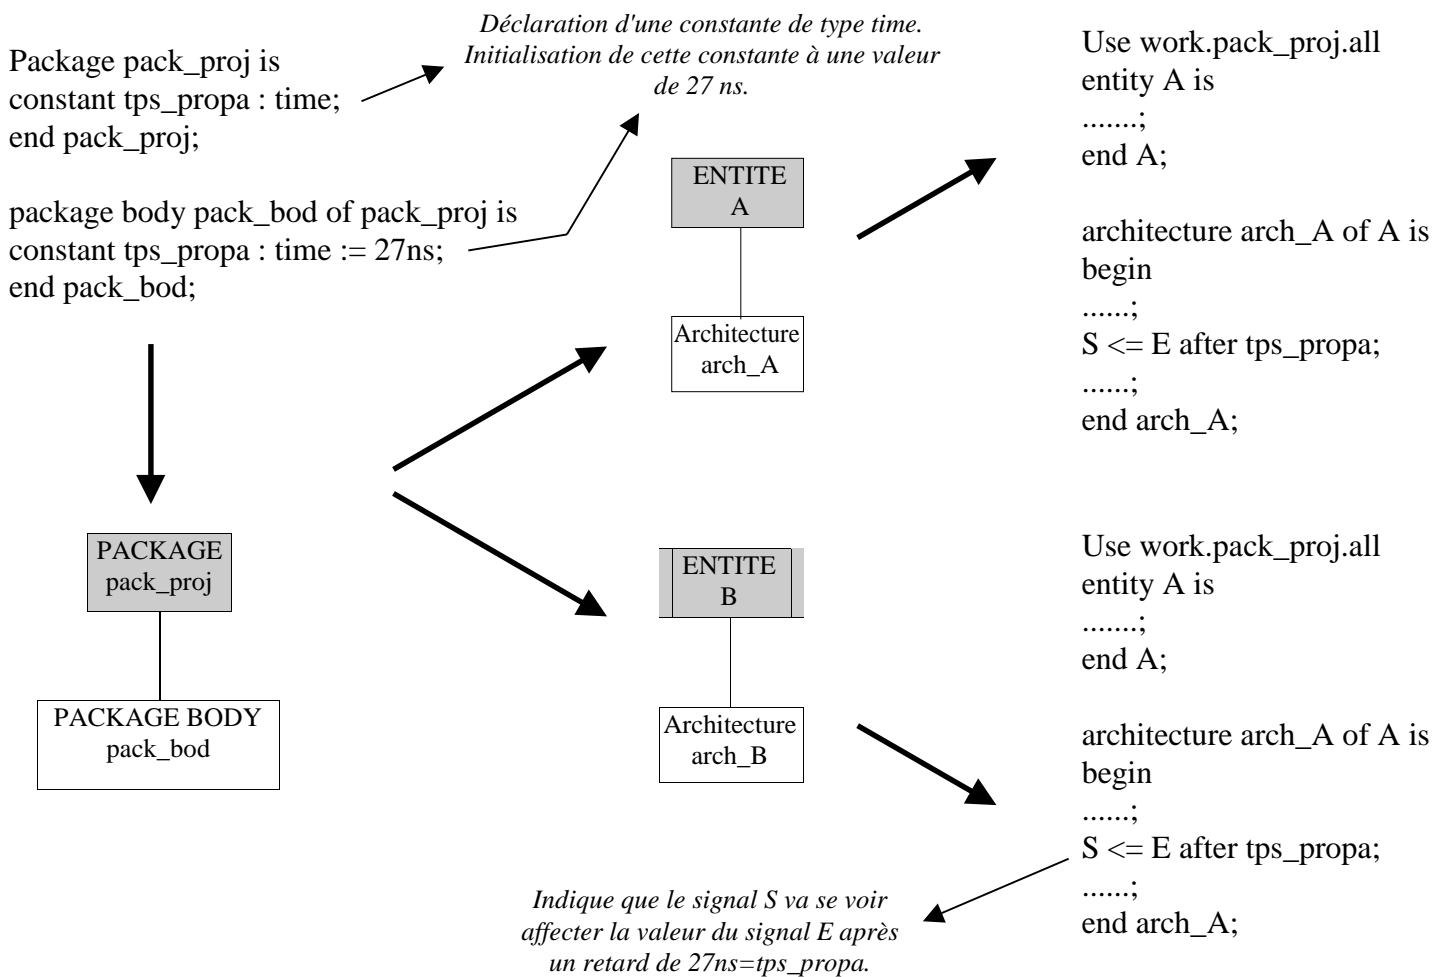 Package pack_proj is
constant tps_propa : time;
end pack_proj;
package body pack_bod of pack_proj is
constant tps_propa : time := 27ns;
end pack_bod;
Déclaration d'une constante de type time.
Initialisation de cette constante à une valeur
de 27 ns.
PACKAGE
pack_proj
PACKAGE BODY
pack_bod
ENTITE
A
Architecture
arch_A
ENTITE
B
Architecture
arch_B
Use work.pack_proj.all
entity A is
.......;
end A;
architecture arch_A of A is
begin
......;
S <= E after tps_propa;
......;
end arch_A;
Use work.pack_proj.all
entity A is
.......;
end A;
architecture arch_A of A is
begin
......;
S <= E after tps_propa;
......;
end arch_A;
Indique que le signal S va se voir
affecter la valeur du signal E après
un retard de 27ns=tps_propa.